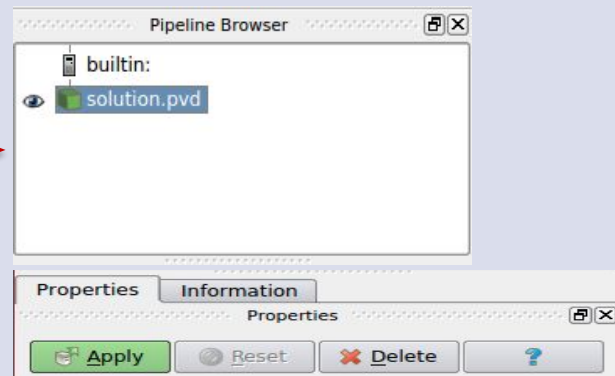 Pipeline Browser
builtin:
solution.pvd
Properties Information
Properties
Apply Reset Delete ?